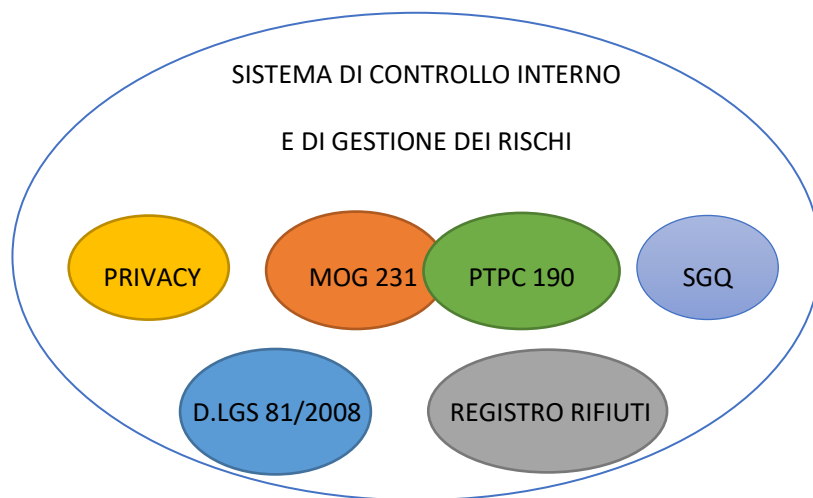 SISTEMA DI CONTROLLO INTERNO
E DI GESTIONE DEI RISCHI
PRIVACY
MOG 231
PTPC 190
SGQ
D.LGS 81/2008
REGISTRO RIFIUTI